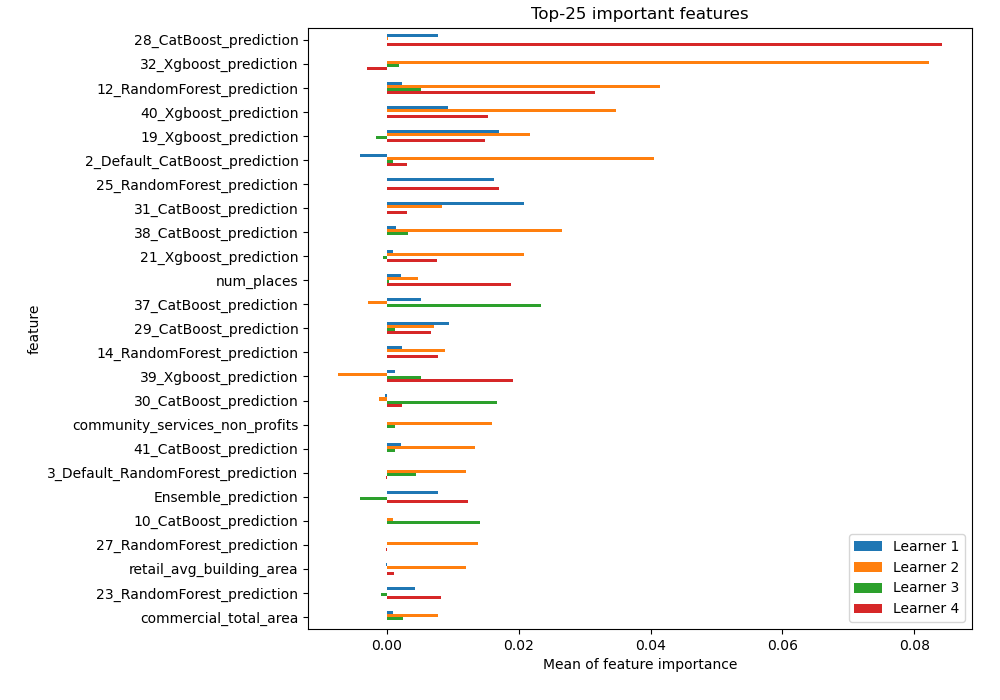 Top-25 important features
28_CatBoost_prediction
32_Xgboost_prediction
12_RandomForest_prediction
40_Xgboost_prediction
19_Xgboost_prediction
2_Default_CatBoost_prediction
25_RandomForest_prediction
31_CatBoost_prediction
38_CatBoost_prediction
21_Xgboost_prediction
num_places
37_CatBoost_prediction
29_CatBoost_prediction
14_RandomForest_prediction
39_Xgboost_prediction
30_CatBoost_prediction
community_services_non_profits
41_CatBoost_prediction
3_Default_RandomForest_prediction
Ensemble_prediction
10_CatBoost_prediction
27_RandomForest_prediction
retail_avg_building_area
23_RandomForest_prediction
commercial_total_area
feature
Learner 1
Learner 2
Learner 3
Learner 4
0.00 0.02 0.04 0.06 0.08
Mean of feature importance